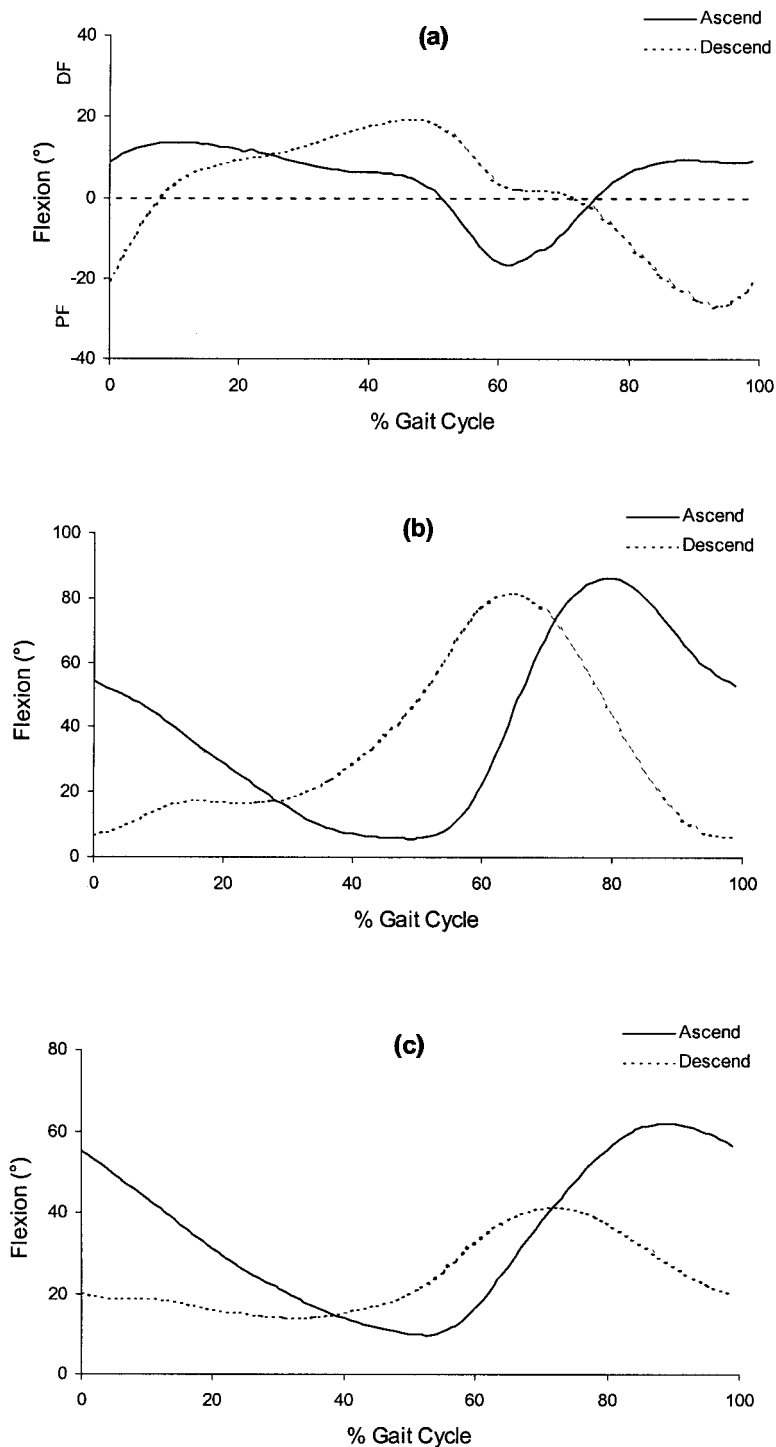 (a)
Ascend
Descend
40
20
0
-20
-40
DF
Flexion (°)
PF
0 20 40 60 80 100
% Gait Cycle
(b)
Ascend
Descend
100
80
60
40
20
0
Flexion (°)
0 20 40 60 80 100
% Gait Cycle
(c)
Ascend
Descend
80
60
40
20
0
Flexion (°)
0 20 40 60 80 100
% Gait Cycle